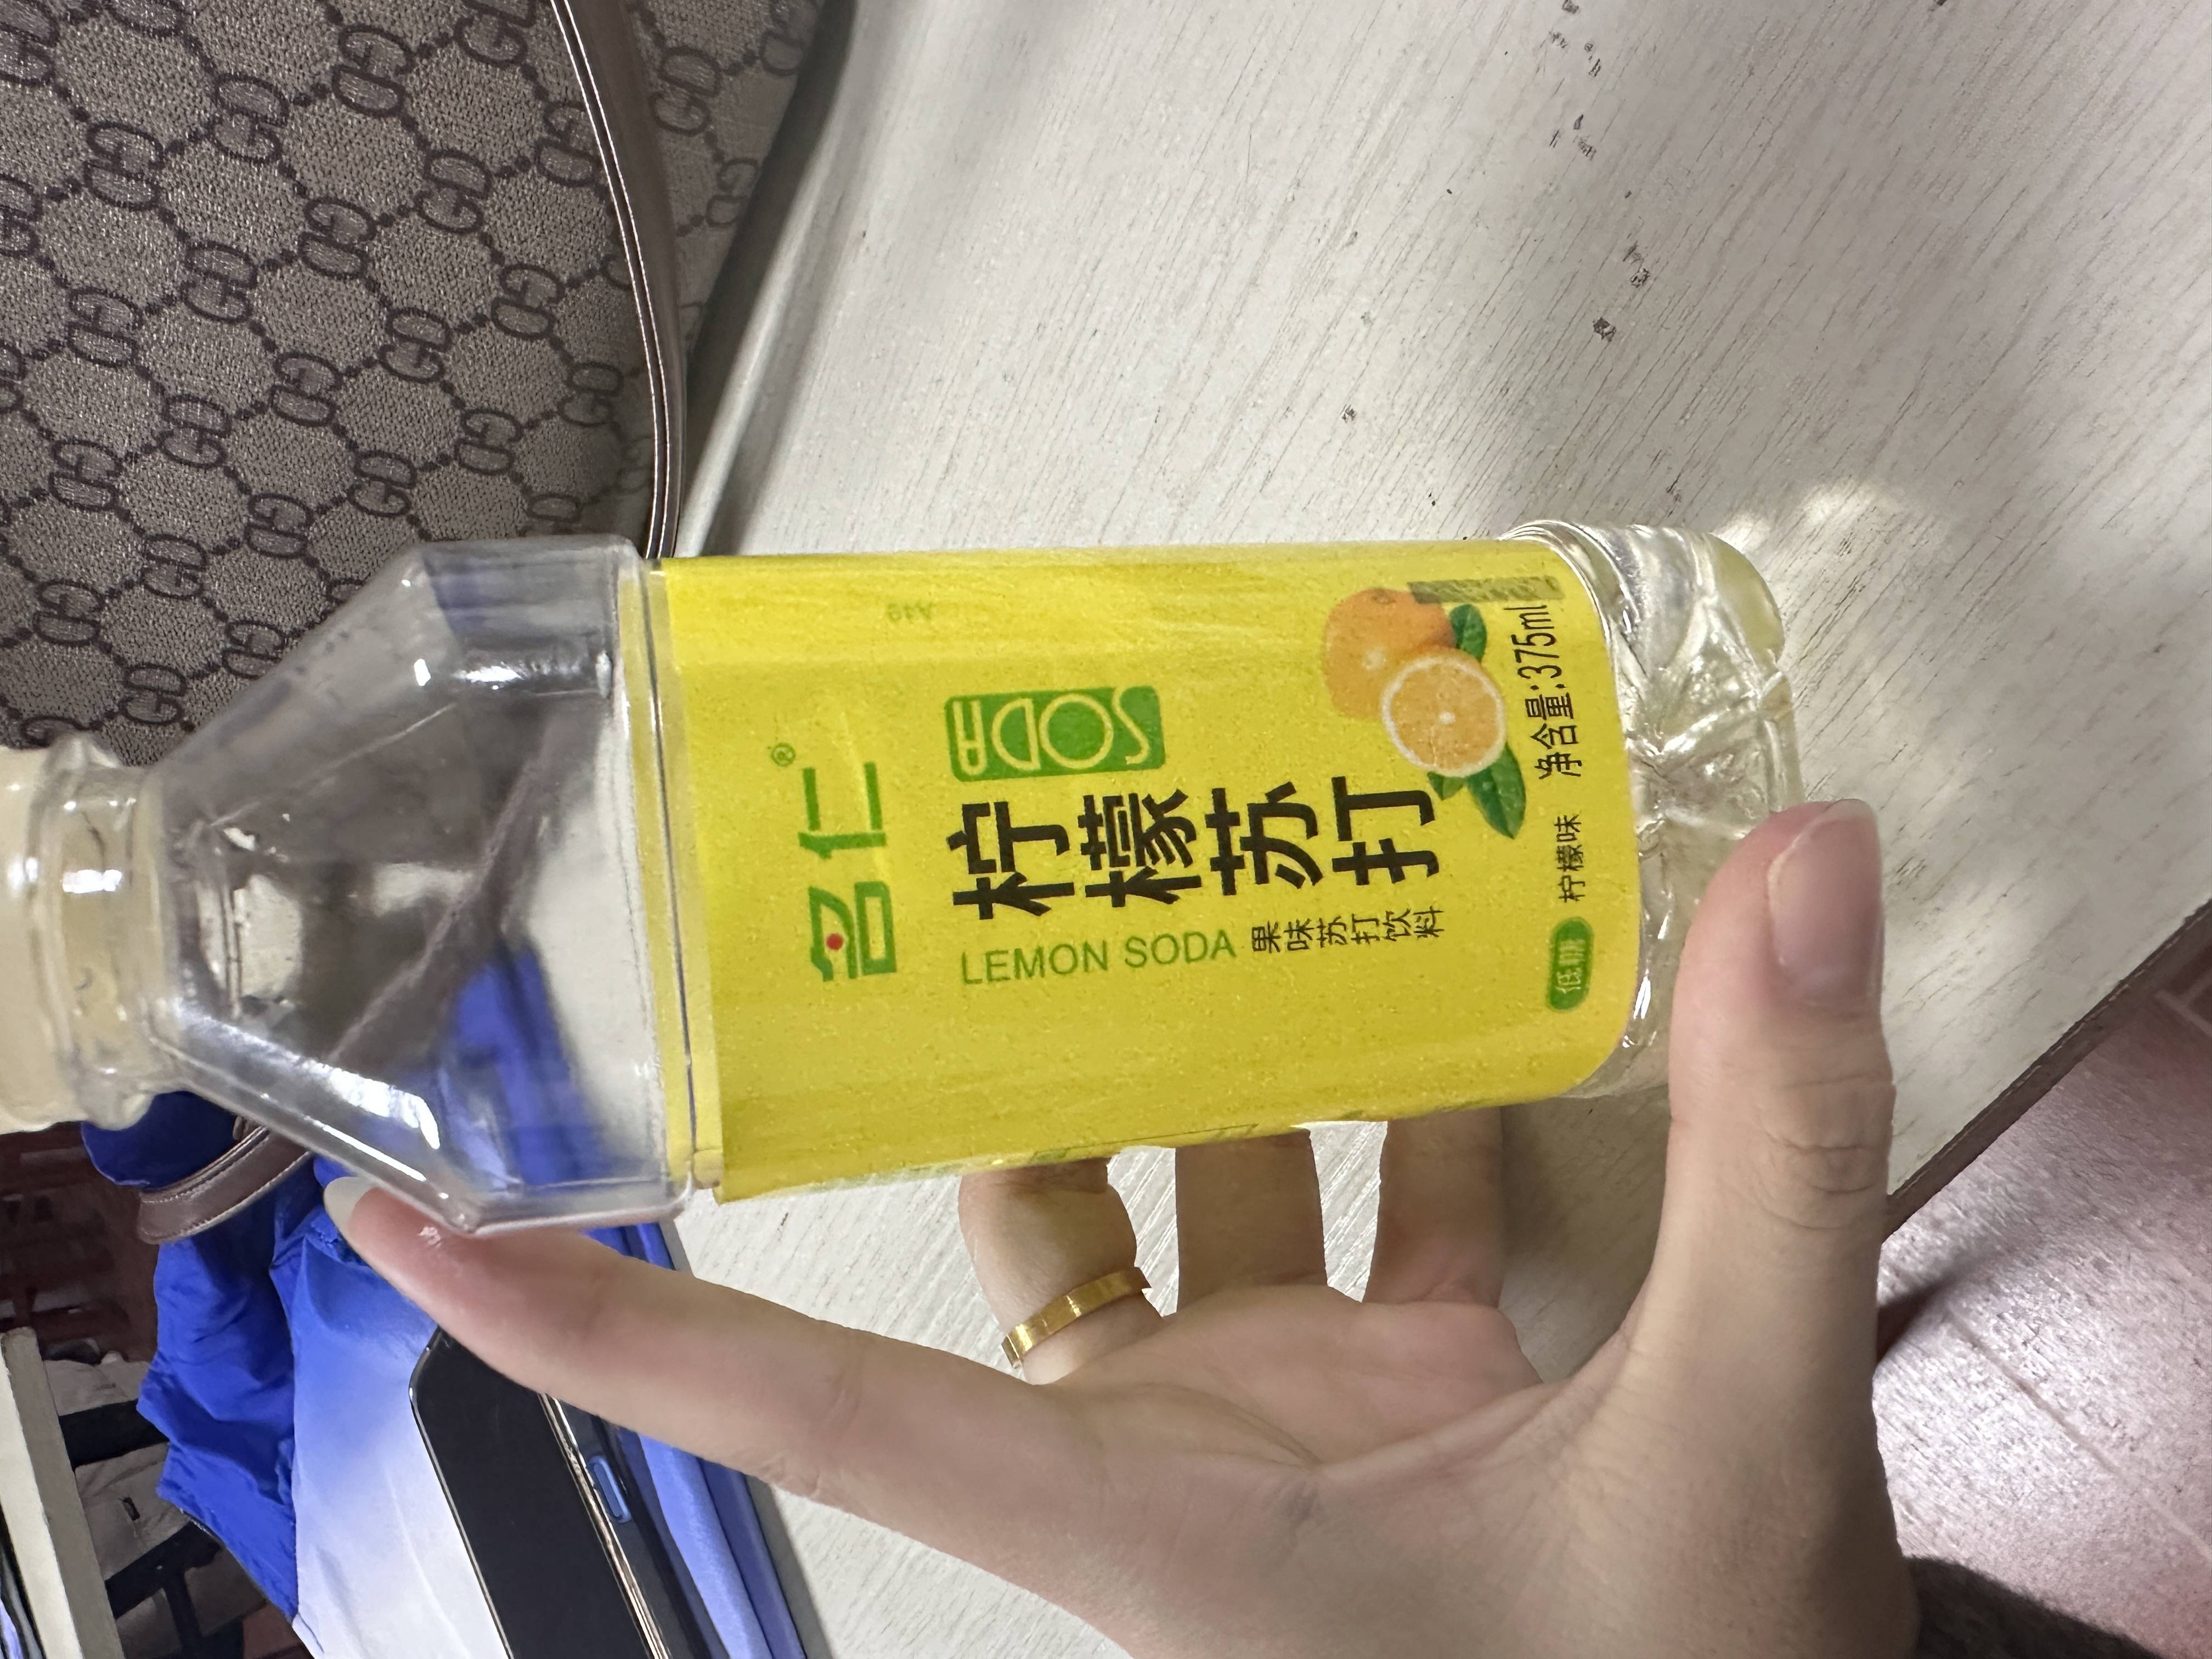 名仁®
SODA
柠檬苏打
LEMON SODA 果味苏打饮料
低糖 柠檬味 净含量:375ml